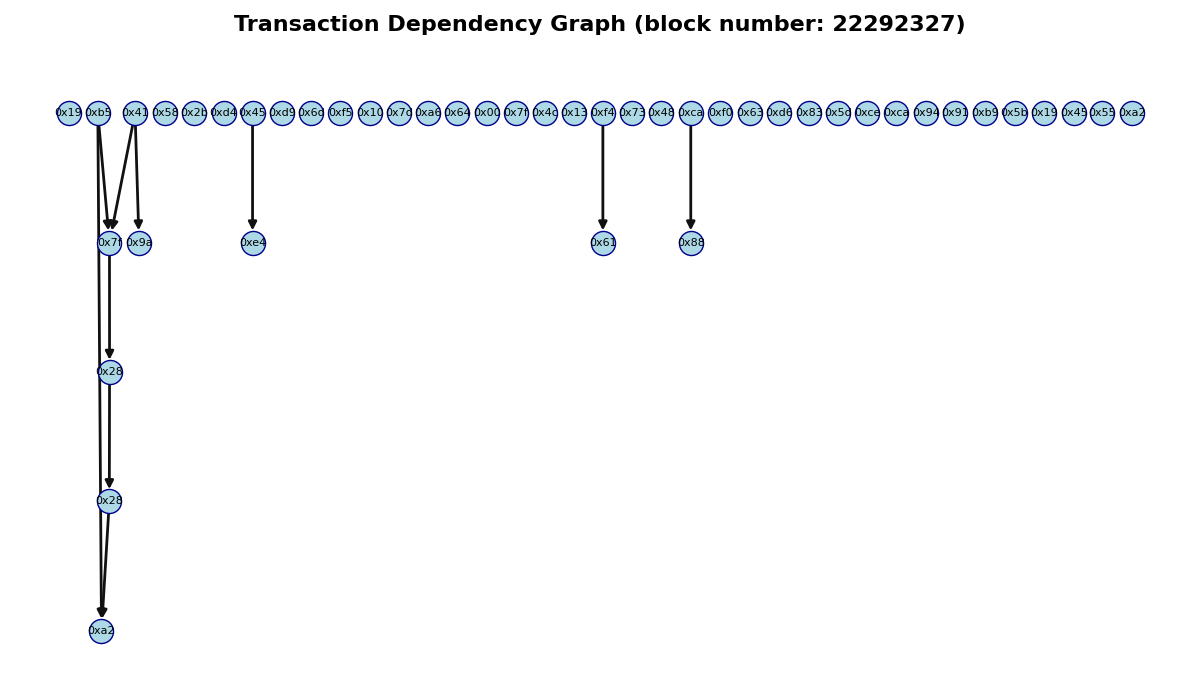 Transaction Dependency Graph (block number: 22292327)
0x19 0xb5 0x41 0x58 0x2b 0xd4 0x45 0xd9 0x6d 0xf5 0x10 0x7c 0xa6 0x64 0x00 0x7f 0x4c 0x13 0xf4 0x73 0x48 0xca 0xf0 0x63 0xd6 0x83 0x5d 0xce 0xca 0x94 0x91 0xb9 0x5b 0x19 0x45 0x55 0xa2
0x7f 0x9a 0xe4 0x61 0x88
0x28
0x28
0xa2